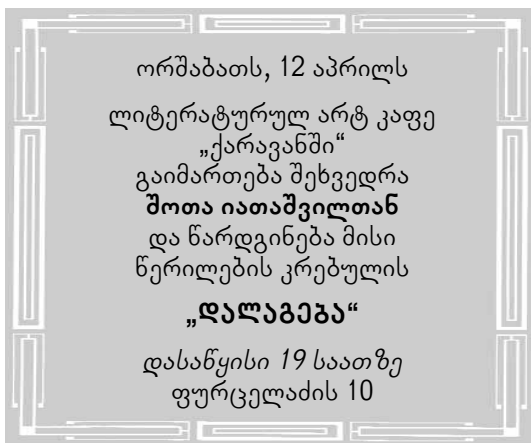 ორშაბათს, 12 აპრილს
ლიტერატურულ არტ კაფე
„ქარავანში“
გაიმართება შეხვედრა
შოთა იათაშვილთან
და წარდგინება მისი
წერილების კრებულის
„დალაგება“
დასაწყისი 19 საათზე
ფურცელაძის 10